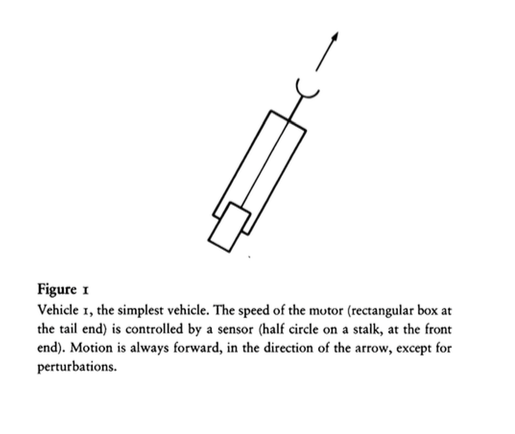 Figure 1
Vehicle 1, the simplest vehicle. The speed of the motor (rectangular box at
the tail end) is controlled by a sensor (half circle on a stalk, at the front
end). Motion is always forward, in the direction of the arrow, except for
perturbations.